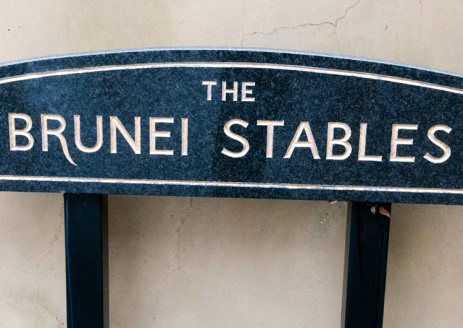 THE
BRUNEI STABLES